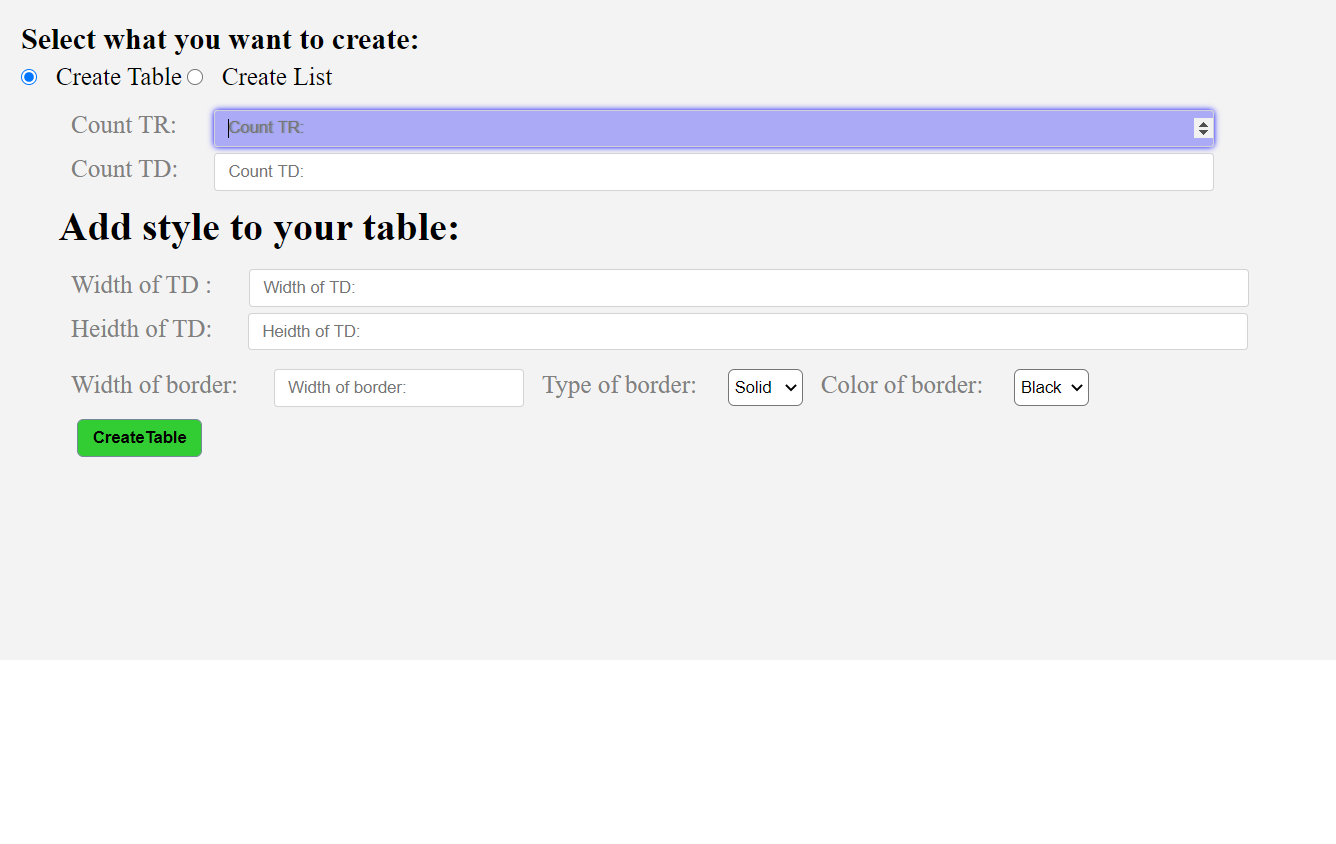 Select what you want to create:
Create Table Create List
Count TR: Count TR:
Count TD: Count TD:
Add style to your table:
Width of TD : Width of TD:
Heidth of TD: Heidth of TD:
Width of border: Width of border: Type of border: Solid Color of border: Black
CreateTable